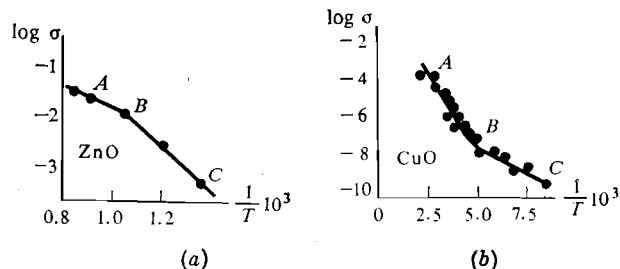 log σ
−1
−2
−3
A
B
C
ZnO
0.8 1.0 1.2 1/T 10³
(a)
log σ
−2
−4
−6
−8
−10
A
B
C
CuO
0 2.5 5.0 7.5 1/T 10³
(b)